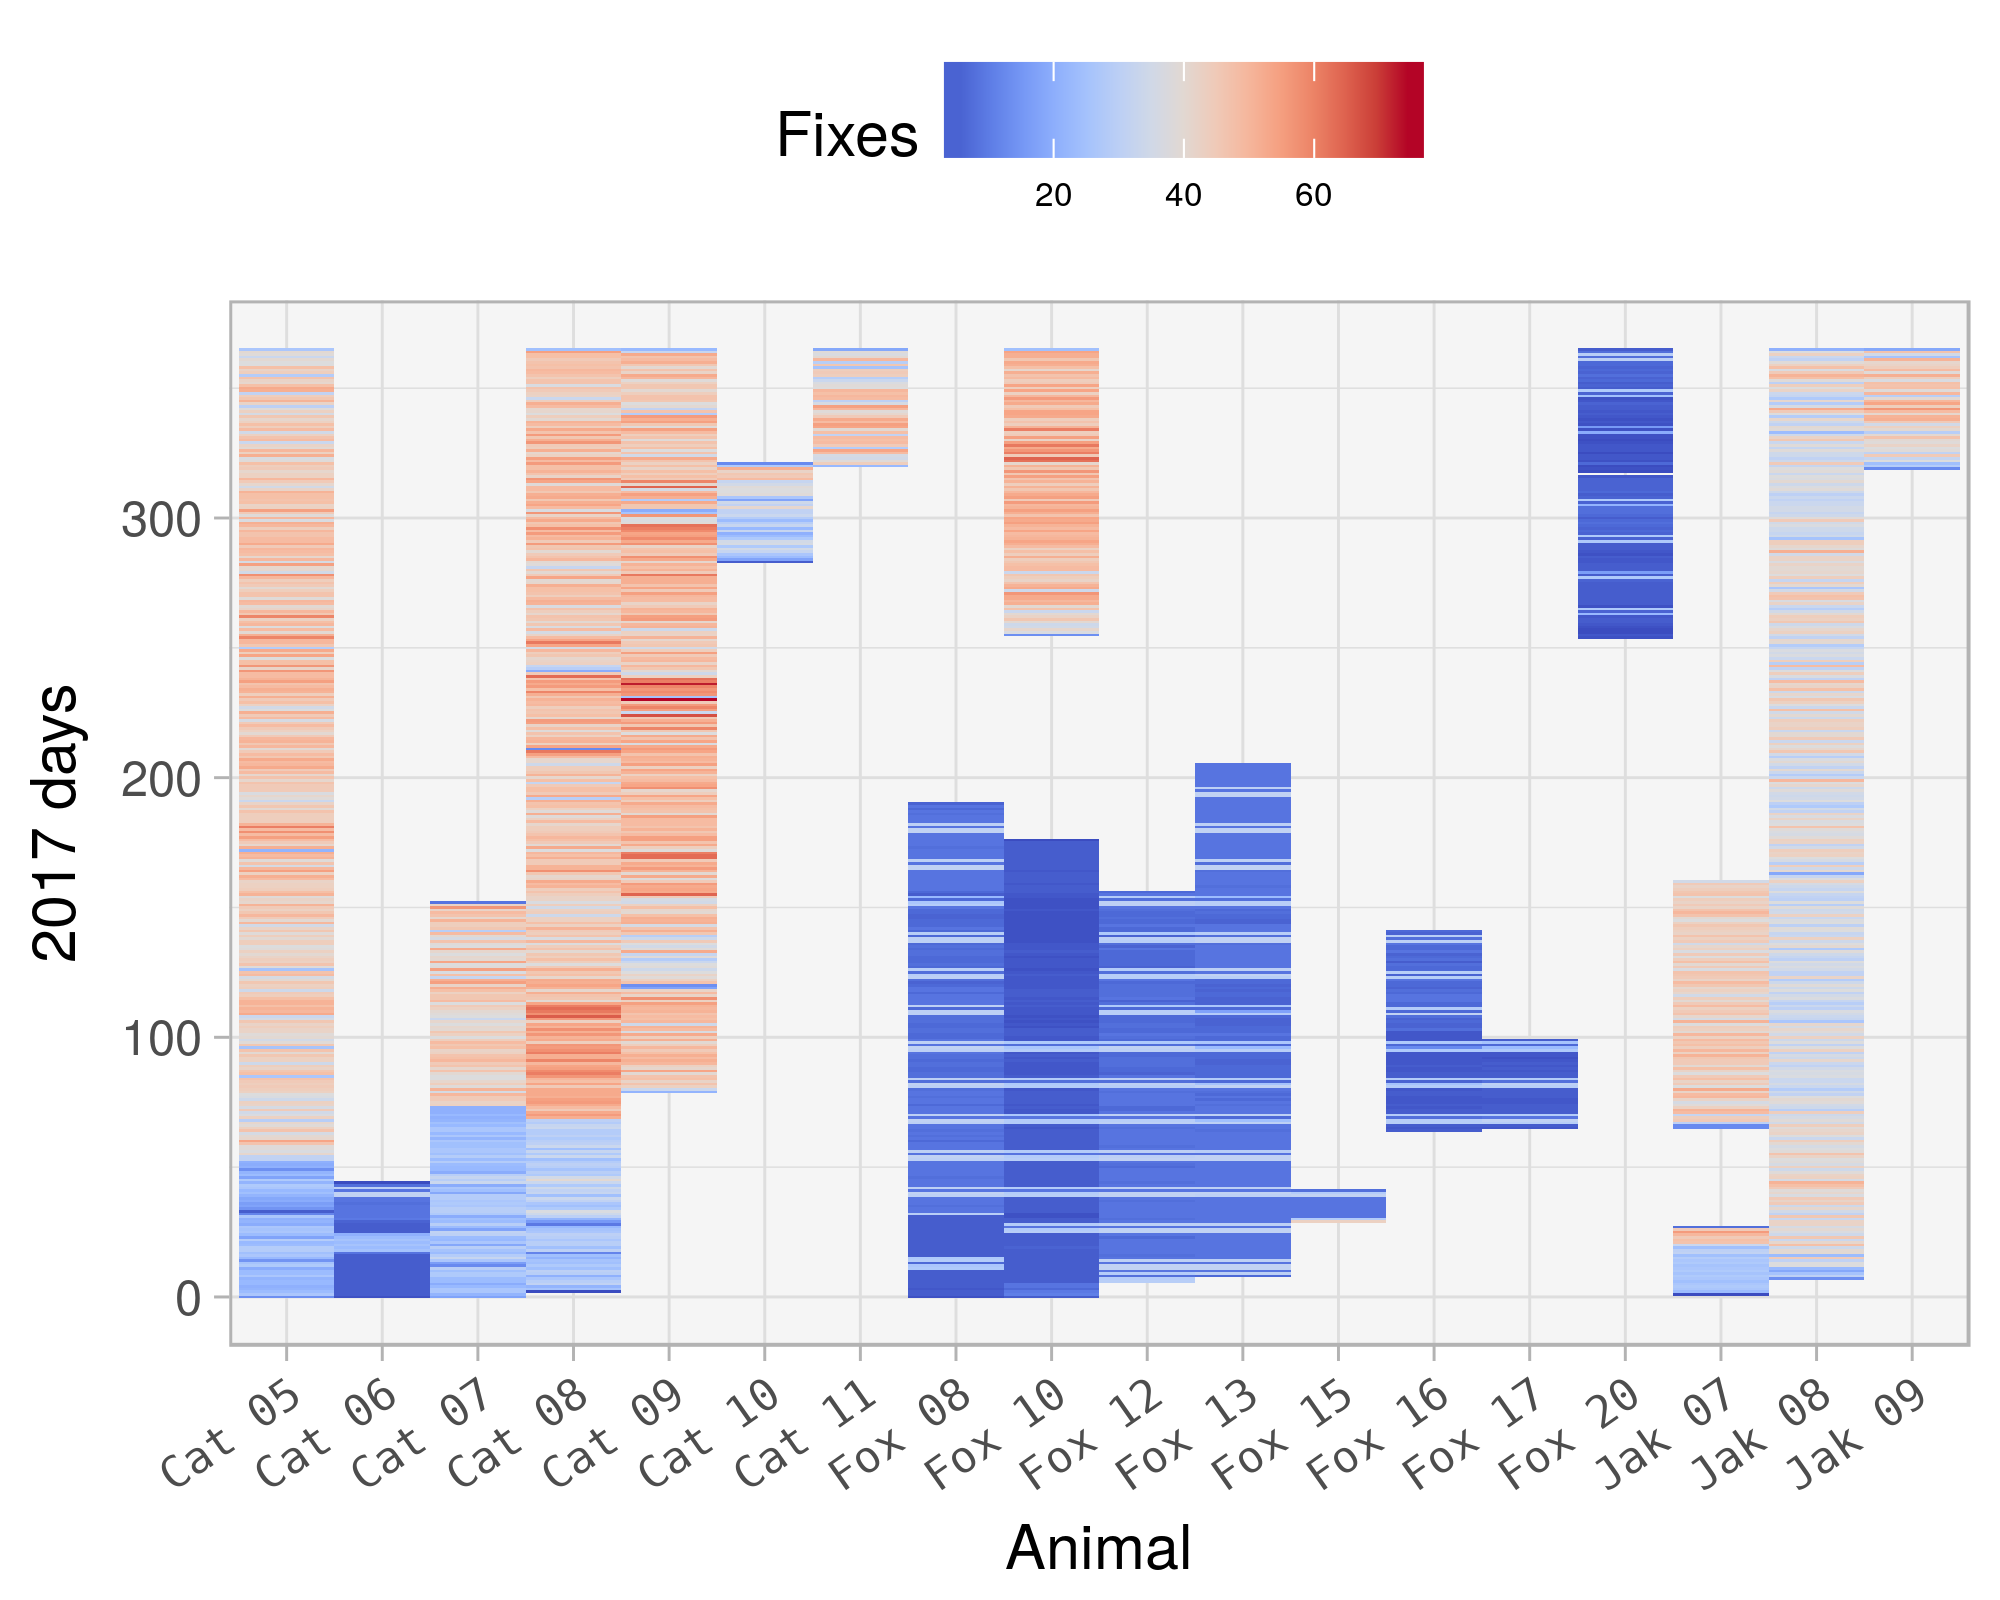 Fixes
20 40 60
2017 days
300
200
100
0
Cat 05
Cat 06
Cat 07
Cat 08
Cat 09
Cat 10
Cat 11
Fox 08
Fox 10
Fox 12
Fox 13
Fox 15
Fox 16
Fox 17
Fox 20
Jak 07
Jak 08
Jak 09
Animal